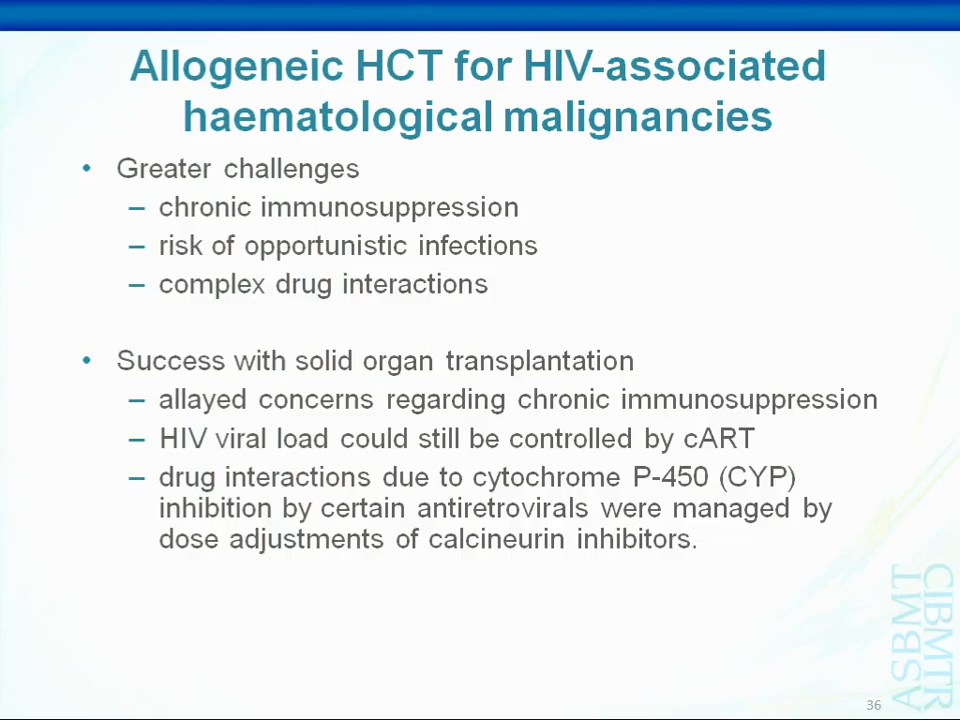 Allogeneic HCT for HIV-associated
haematological malignancies
• Greater challenges
– chronic immunosuppression
– risk of opportunistic infections
– complex drug interactions
• Success with solid organ transplantation
– allayed concerns regarding chronic immunosuppression
– HIV viral load could still be controlled by cART
– drug interactions due to cytochrome P-450 (CYP)
inhibition by certain antiretrovirals were managed by
dose adjustments of calcineurin inhibitors.
ASBMT
CIBMTR
36